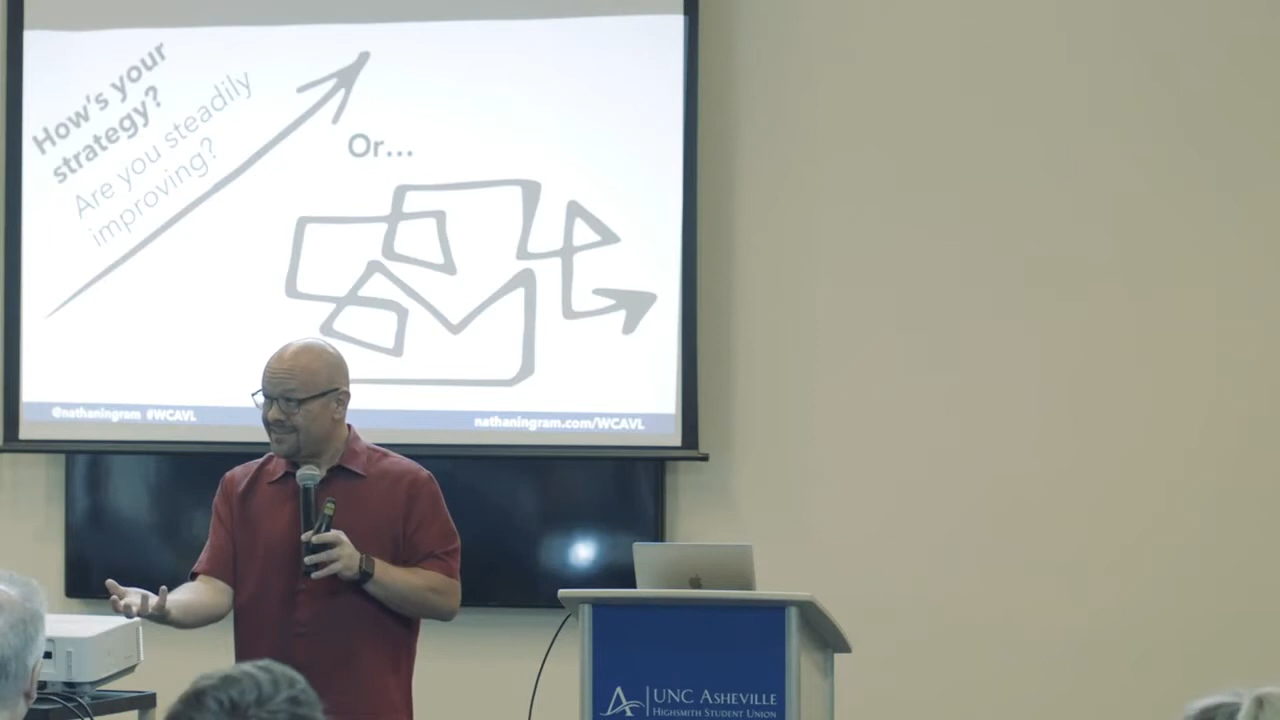 How's your
strategy?
Are you steadily
improving?
Or...
@nathaningram #WCAVL
nathaningram.com/WCAVL
UNC Asheville
Highsmith Student Union